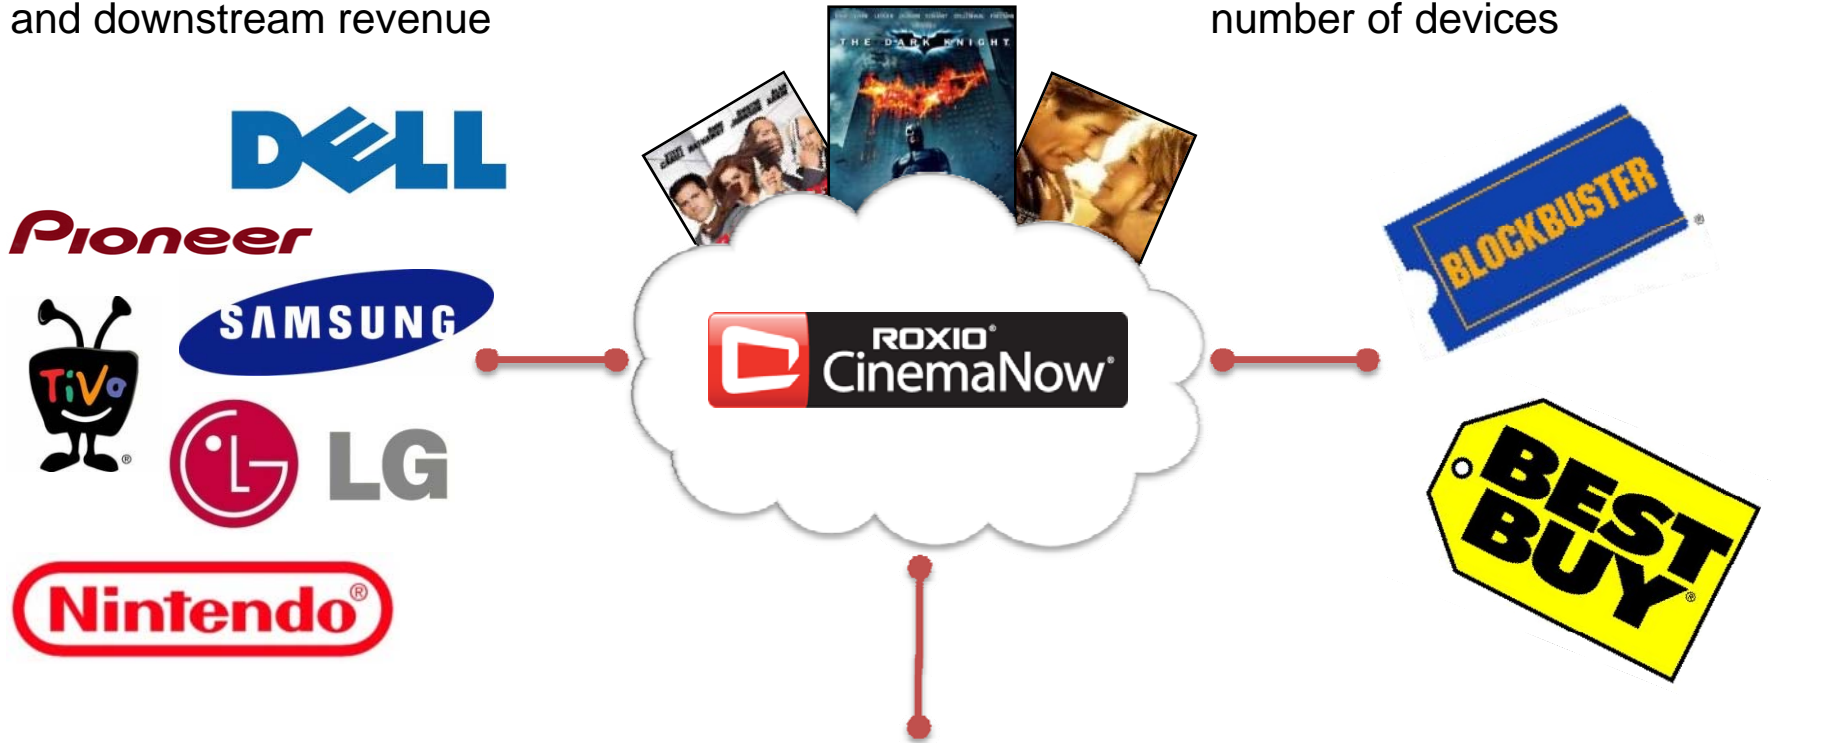 and downstream revenue
number of devices
THE DARK KNIGHT
DELL
Pioneer
SAMSUNG
TiVo
®
LG
Nintendo®
ROXIO®
CinemaNow®
BLOCKBUSTER
®
BEST
BUY
®